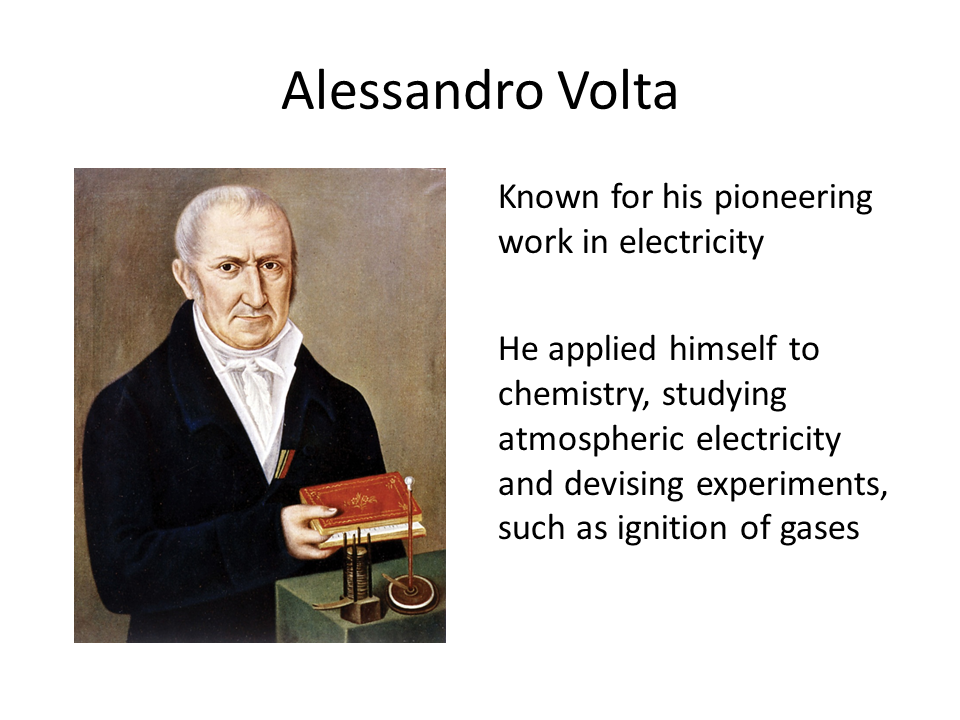 Alessandro Volta
Known for his pioneering
work in electricity
He applied himself to
chemistry, studying
atmospheric electricity
and devising experiments,
such as ignition of gases